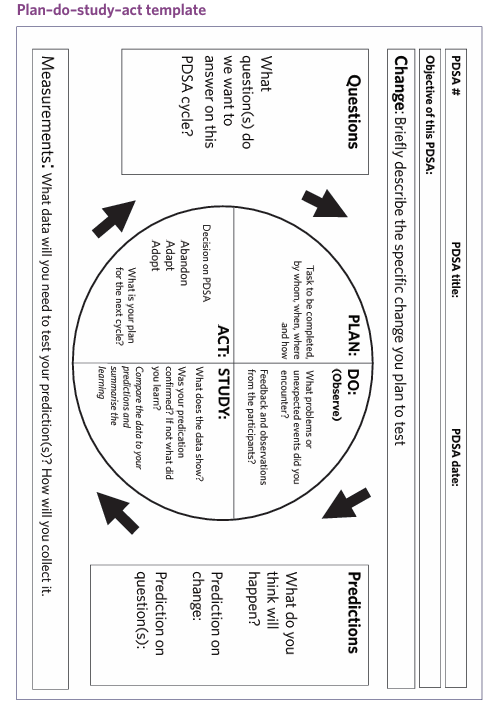 Plan–do–study–act template
PDSA # PDSA title: PDSA date:
Objective of this PDSA:
Change: Briefly describe the specific change you plan to test
Questions
What
question(s) do
we want to
answer on this
PDSA cycle?
PLAN:
Task to be completed,
by whom, when, where
and how
DO:
(Observe)
What problems or
unexpected events did you
encounter?
Feedback and observations
from the participants?
ACT:
Decision on PDSA
Abandon
Adapt
Adopt
What is your plan
for the next cycle?
STUDY:
What does the data show?
Was your predication
confirmed? If not what did
you learn?
Compare the data to your
predictions and
summarise the
learning
Predictions
What do you
think will
happen?
Prediction on
change:
Prediction on
question(s):
Measurements: What data will you need to test your prediction(s)? How will you collect it.